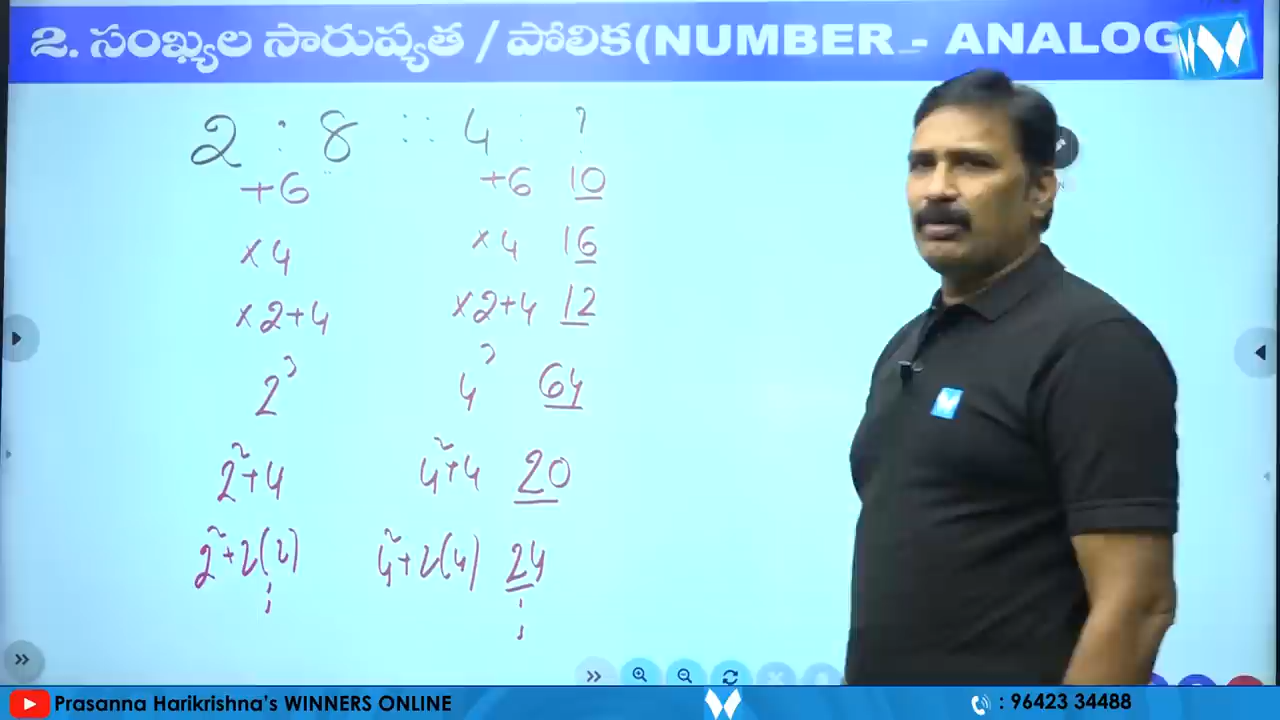 2. సంఖ్యల సారుప్యత / పోలిక(NUMBER - ANALOG
2 : 8 :: 4 : ?
+6 +6 10
×4 ×4 16
×2+4 ×2+4 12
2³ 4³ 64
2²+4 4²+4 20
2²+2(2) 4²+2(4) 24
Prasanna Harikrishna's WINNERS ONLINE
: 96423 34488